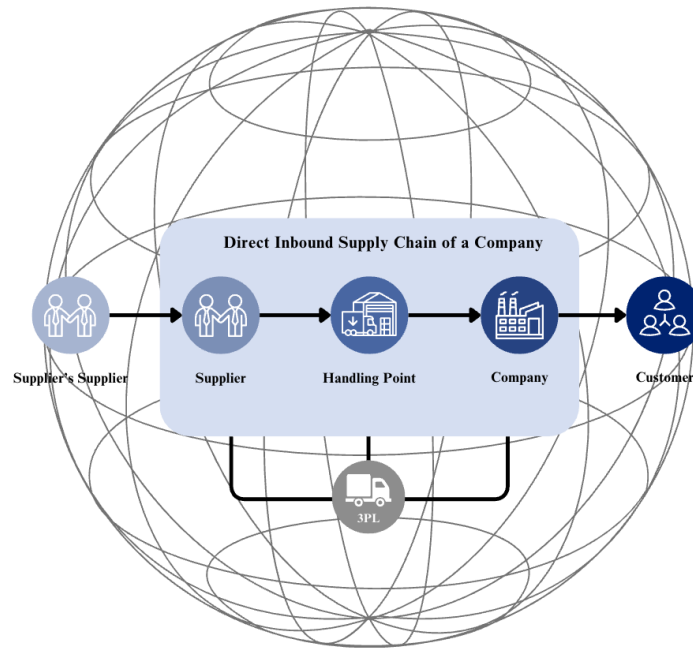 Direct Inbound Supply Chain of a Company
Supplier's Supplier
Supplier
Handling Point
Company
Customer
3PL